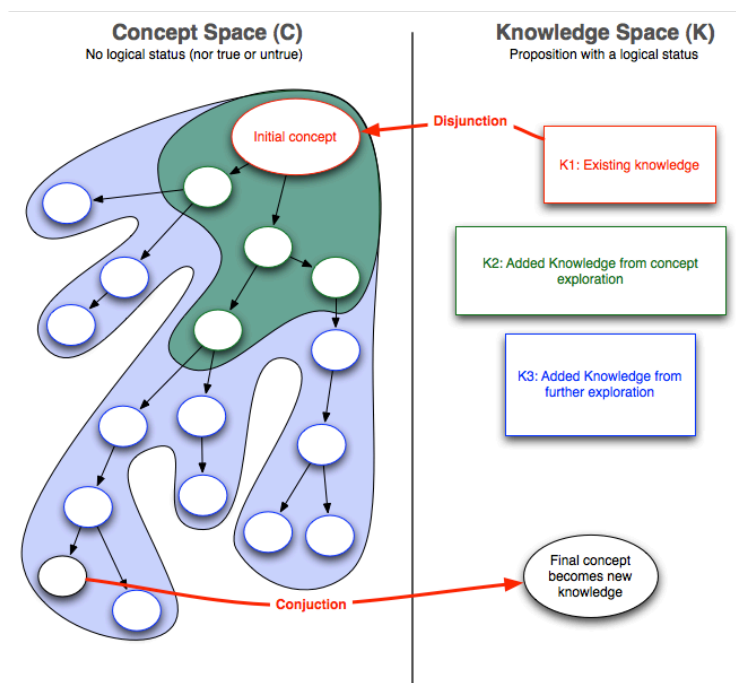 Concept Space (C)
No logical status (nor true or untrue)
Knowledge Space (K)
Proposition with a logical status
Disjunction
Initial concept
K1: Existing knowledge
K2: Added Knowledge from concept
exploration
K3: Added Knowledge from
further exploration
Final concept
becomes new
knowledge
Conjuction